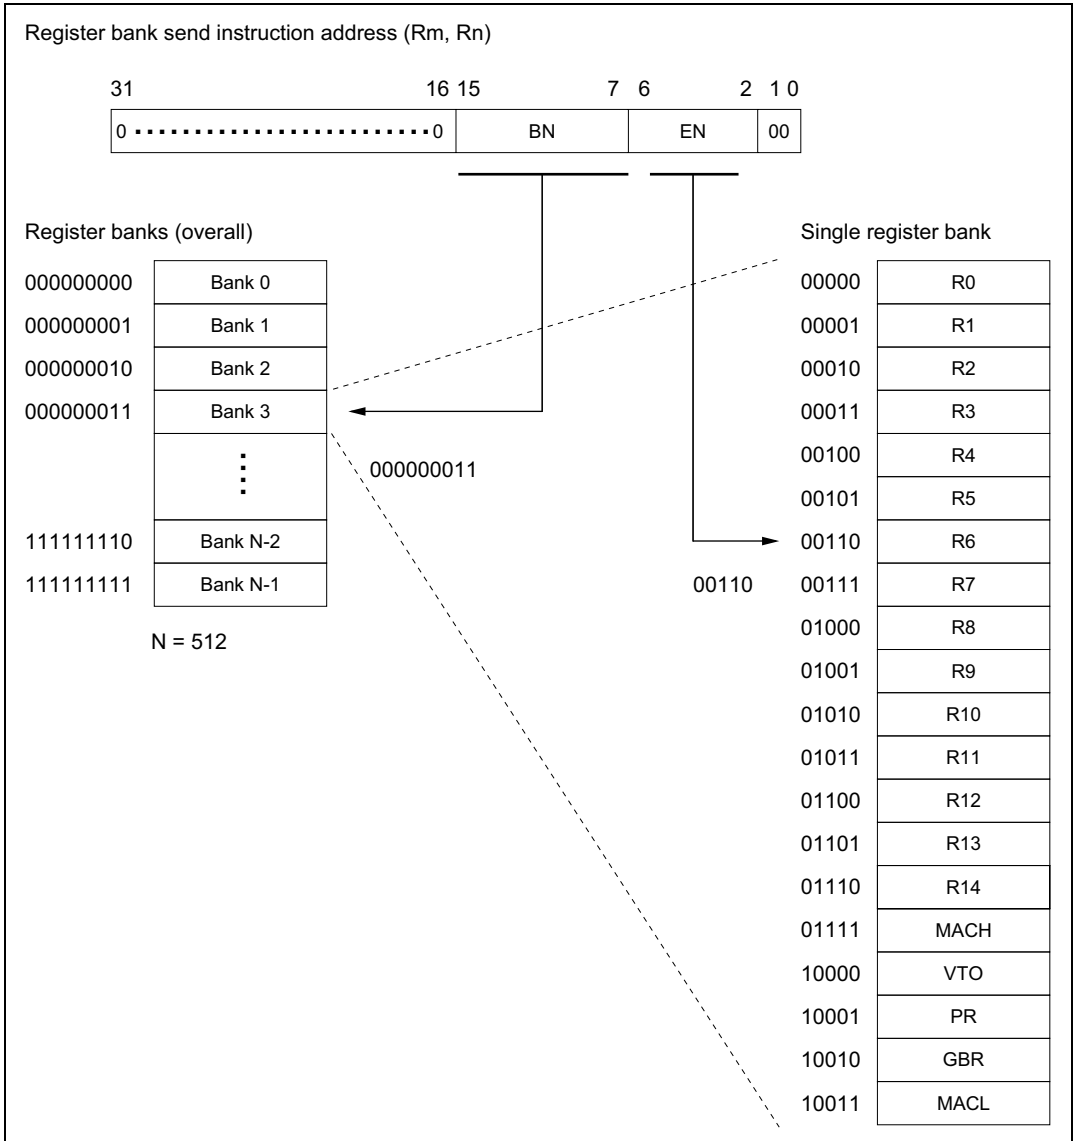 Register bank send instruction address (Rm, Rn)
31 16 15 7 6 2 1 0
0 0 BN EN 00
Register banks (overall)
000000000 Bank 0
000000001 Bank 1
000000010 Bank 2
000000011 Bank 3
000000011
111111110 Bank N-2
111111111 Bank N-1
N = 512
Single register bank
00000 R0
00001 R1
00010 R2
00011 R3
00100 R4
00101 R5
00110 R6
00110
00111 R7
01000 R8
01001 R9
01010 R10
01011 R11
01100 R12
01101 R13
01110 R14
01111 MACH
10000 VTO
10001 PR
10010 GBR
10011 MACL